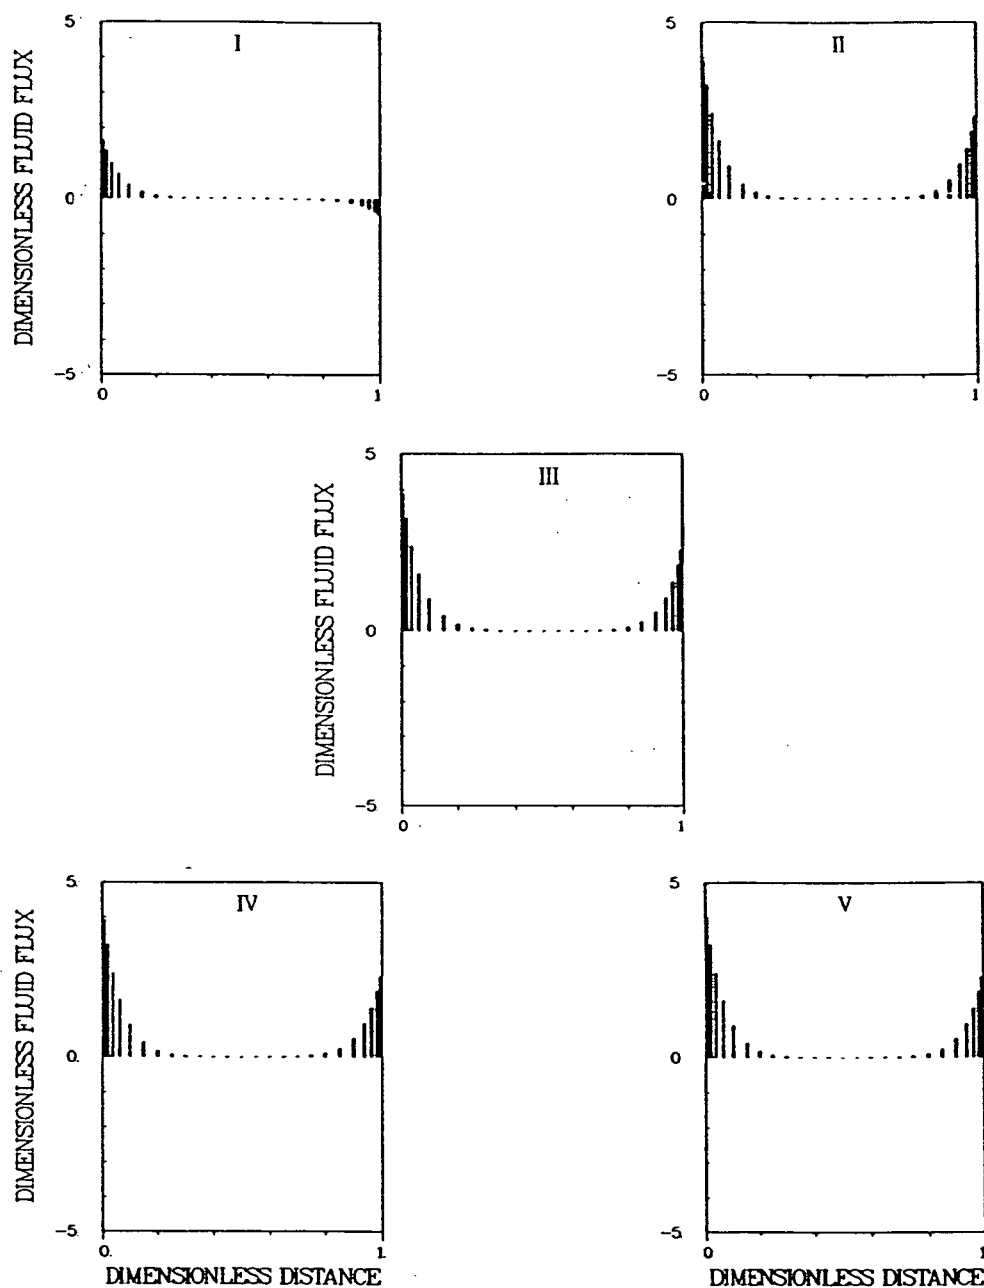 5
I
DIMENSIONLESS FLUID FLUX
0
-5
0
1
5
II
0
-5
0
1
5
III
DIMENSIONLESS FLUID FLUX
0
-5
0
1
5.
IV
DIMENSIONLESS FLUID FLUX
0.
-5.
0.
1.
DIMENSIONLESS DISTANCE
5
V
0
-5
0
1
DIMENSIONLESS DISTANCE